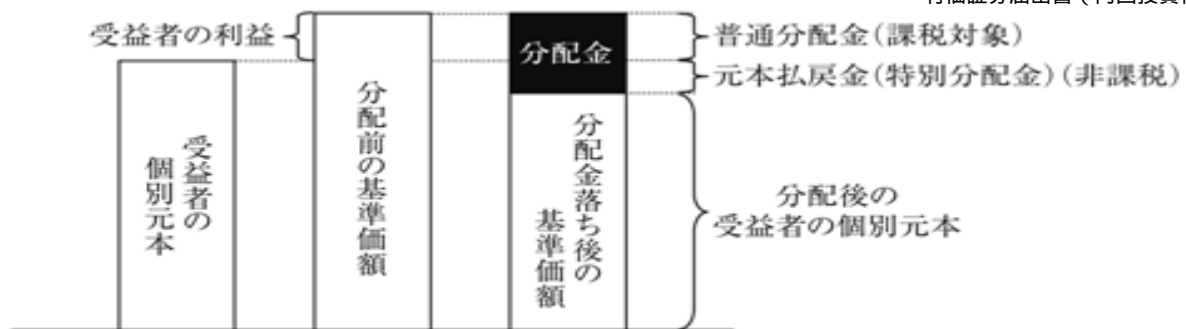 受益者の利益
分配金
普通分配金(課税対象)
元本払戻金(特別分配金)(非課税)
受益者の
個別元本
分配前の基準価額
分配金落ち後の
基準価額
分配後の
受益者の個別元本